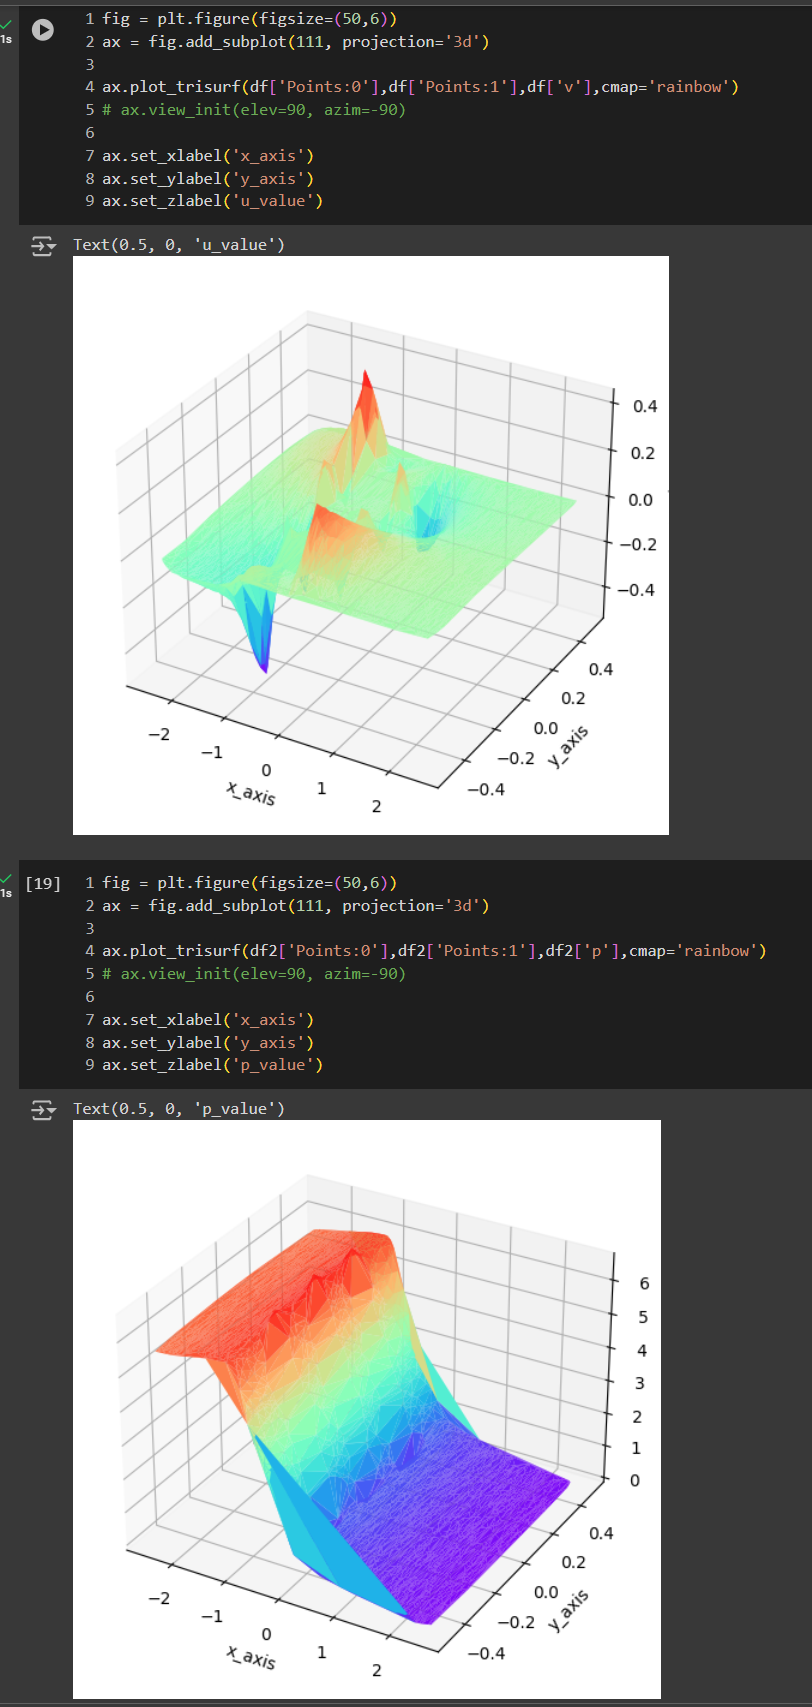 1 fig = plt.figure(figsize=(50,6))
1s
2 ax = fig.add_subplot(111, projection='3d')
3
4 ax.plot_trisurf(df['Points:0'],df['Points:1'],df['v'],cmap='rainbow')
5 # ax.view_init(elev=90, azim=-90)
6
7 ax.set_xlabel('x_axis')
8 ax.set_ylabel('y_axis')
9 ax.set_zlabel('u_value')
Text(0.5, 0, 'u_value')
0.4
0.2
0.0
−0.2
−0.4
0.4
0.2
0.0
−0.2
−0.4
y_axis
−2
−1
0
1
2
x_axis
[19]
1s
1 fig = plt.figure(figsize=(50,6))
2 ax = fig.add_subplot(111, projection='3d')
3
4 ax.plot_trisurf(df2['Points:0'],df2['Points:1'],df2['p'],cmap='rainbow')
5 # ax.view_init(elev=90, azim=-90)
6
7 ax.set_xlabel('x_axis')
8 ax.set_ylabel('y_axis')
9 ax.set_zlabel('p_value')
Text(0.5, 0, 'p_value')
6
5
4
3
2
1
0
0.4
0.2
0.0
−0.2
−0.4
y_axis
−2
−1
0
1
2
x_axis